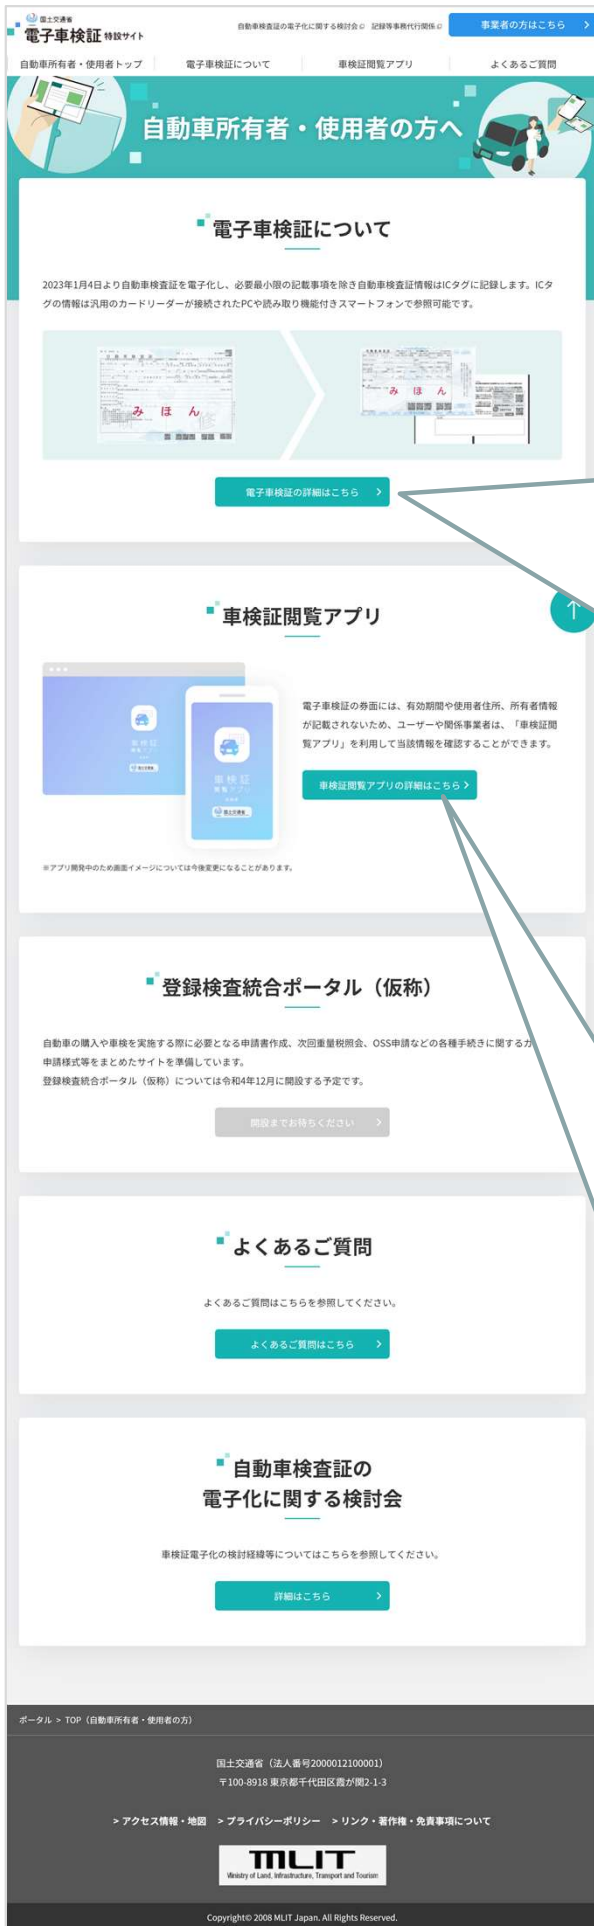 国土交通省
電子車検証 特設サイト
自動車検査証の電子化に関する検討会
記録等事務代行関係
事業者の方はこちら
自動車所有者・使用者トップ
電子車検証について
車検証閲覧アプリ
よくあるご質問
自動車所有者・使用者の方へ
電子車検証について
2023年1月4日より自動車検査証を電子化し、必要最小限の記載事項を除き自動車検査証情報はICタグに記録します。ICタ
グの情報は汎用のカードリーダーが接続されたPCや読み取り機能付きスマートフォンで参照可能です。
みほん
みほん
電子車検証の詳細はこちら
車検証閲覧アプリ
電子車検証の券面には、有効期間や使用者住所、所有者情報
が記載されないため、ユーザーや関係事業者は、「車検証閲
覧アプリ」を利用して当該情報を確認することができます。
車検証
閲覧アプリ
国土交通省
車検証
閲覧アプリ
国土交通省
車検証閲覧アプリの詳細はこちら
※アプリ開発中のため画面イメージについては今後変更になることがあります。
登録検査統合ポータル（仮称）
自動車の購入や車検を実施する際に必要となる申請書作成、次回重量税照会、OSS申請などの各種手続きに関する
申請様式等をまとめたサイトを準備しています。
登録検査統合ポータル（仮称）については令和4年12月に開設する予定です。
開設までお待ちください
よくあるご質問
よくあるご質問はこちらを参照してください。
よくあるご質問はこちら
自動車検査証の
電子化に関する検討会
車検証電子化の検討経緯等についてはこちらを参照してください。
詳細はこちら
ポータル > TOP（自動車所有者・使用者の方）
国土交通省（法人番号2000012100001）
〒100-8918 東京都千代田区霞が関2-1-3
> アクセス情報・地図 > プライバシーポリシー > リンク・著作権・免責事項について
MLIT
Ministry of Land, Infrastructure, Transport and Tourism
Copyright© 2008 MLIT Japan. All Rights Reserved.